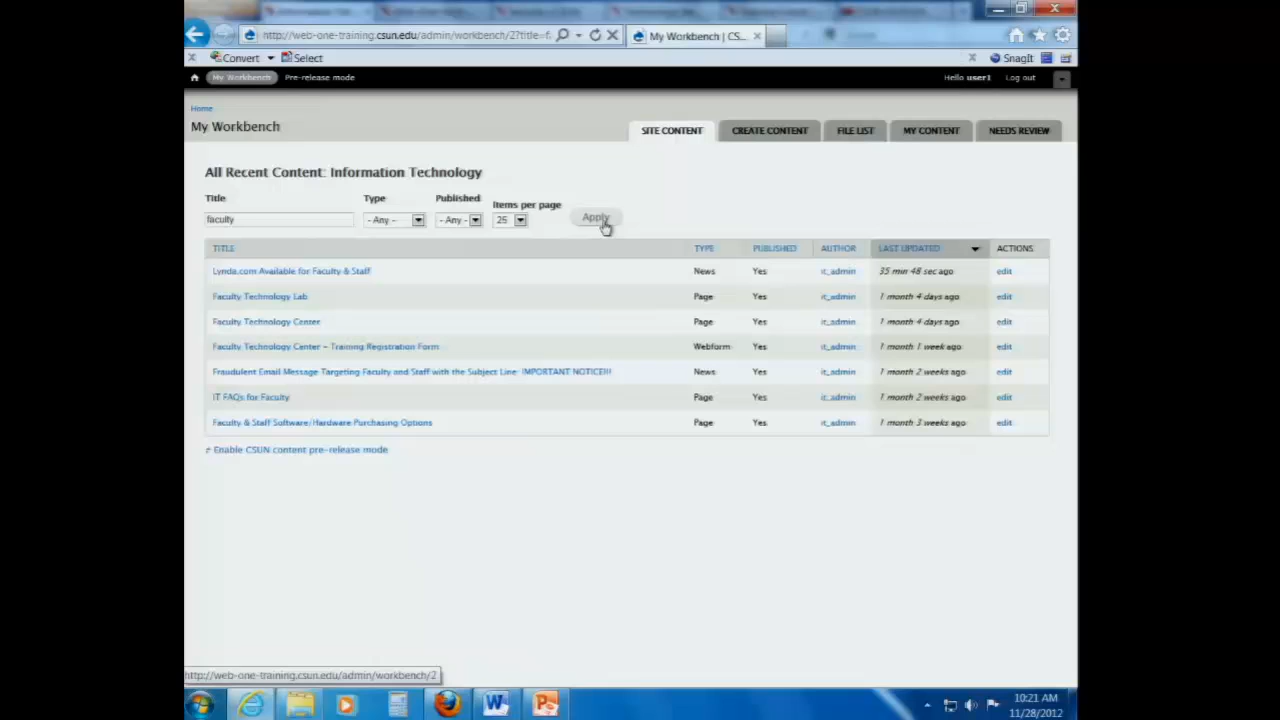 http://web-one-training.csun.edu/admin/workbench/2?title=f
My Workbench | CS...
Convert Select SnagIt
My Workbench Pre-release mode Hello user1 Log out
Home
My Workbench
SITE CONTENT CREATE CONTENT FILE LIST MY CONTENT NEEDS REVIEW
All Recent Content: Information Technology
Title Type Published Items per page
faculty - Any - - Any - 25 Apply
TITLE TYPE PUBLISHED AUTHOR LAST UPDATED ACTIONS
Lynda.com Available for Faculty & Staff News Yes it_admin 35 min 48 sec ago edit
Faculty Technology Lab Page Yes it_admin 1 month 4 days ago edit
Faculty Technology Center Page Yes it_admin 1 month 4 days ago edit
Faculty Technology Center - Training Registration Form Webform Yes it_admin 1 month 1 week ago edit
Fraudulent Email Message Targeting Faculty and Staff with the Subject Line: IMPORTANT NOTICE!!! News Yes it_admin 1 month 2 weeks ago edit
IT FAQs for Faculty Page Yes it_admin 1 month 2 weeks ago edit
Faculty & Staff Software/Hardware Purchasing Options Page Yes it_admin 1 month 3 weeks ago edit
Enable CSUN content pre-release mode
http://web-one-training.csun.edu/admin/workbench/2
10:21 AM
11/28/2012